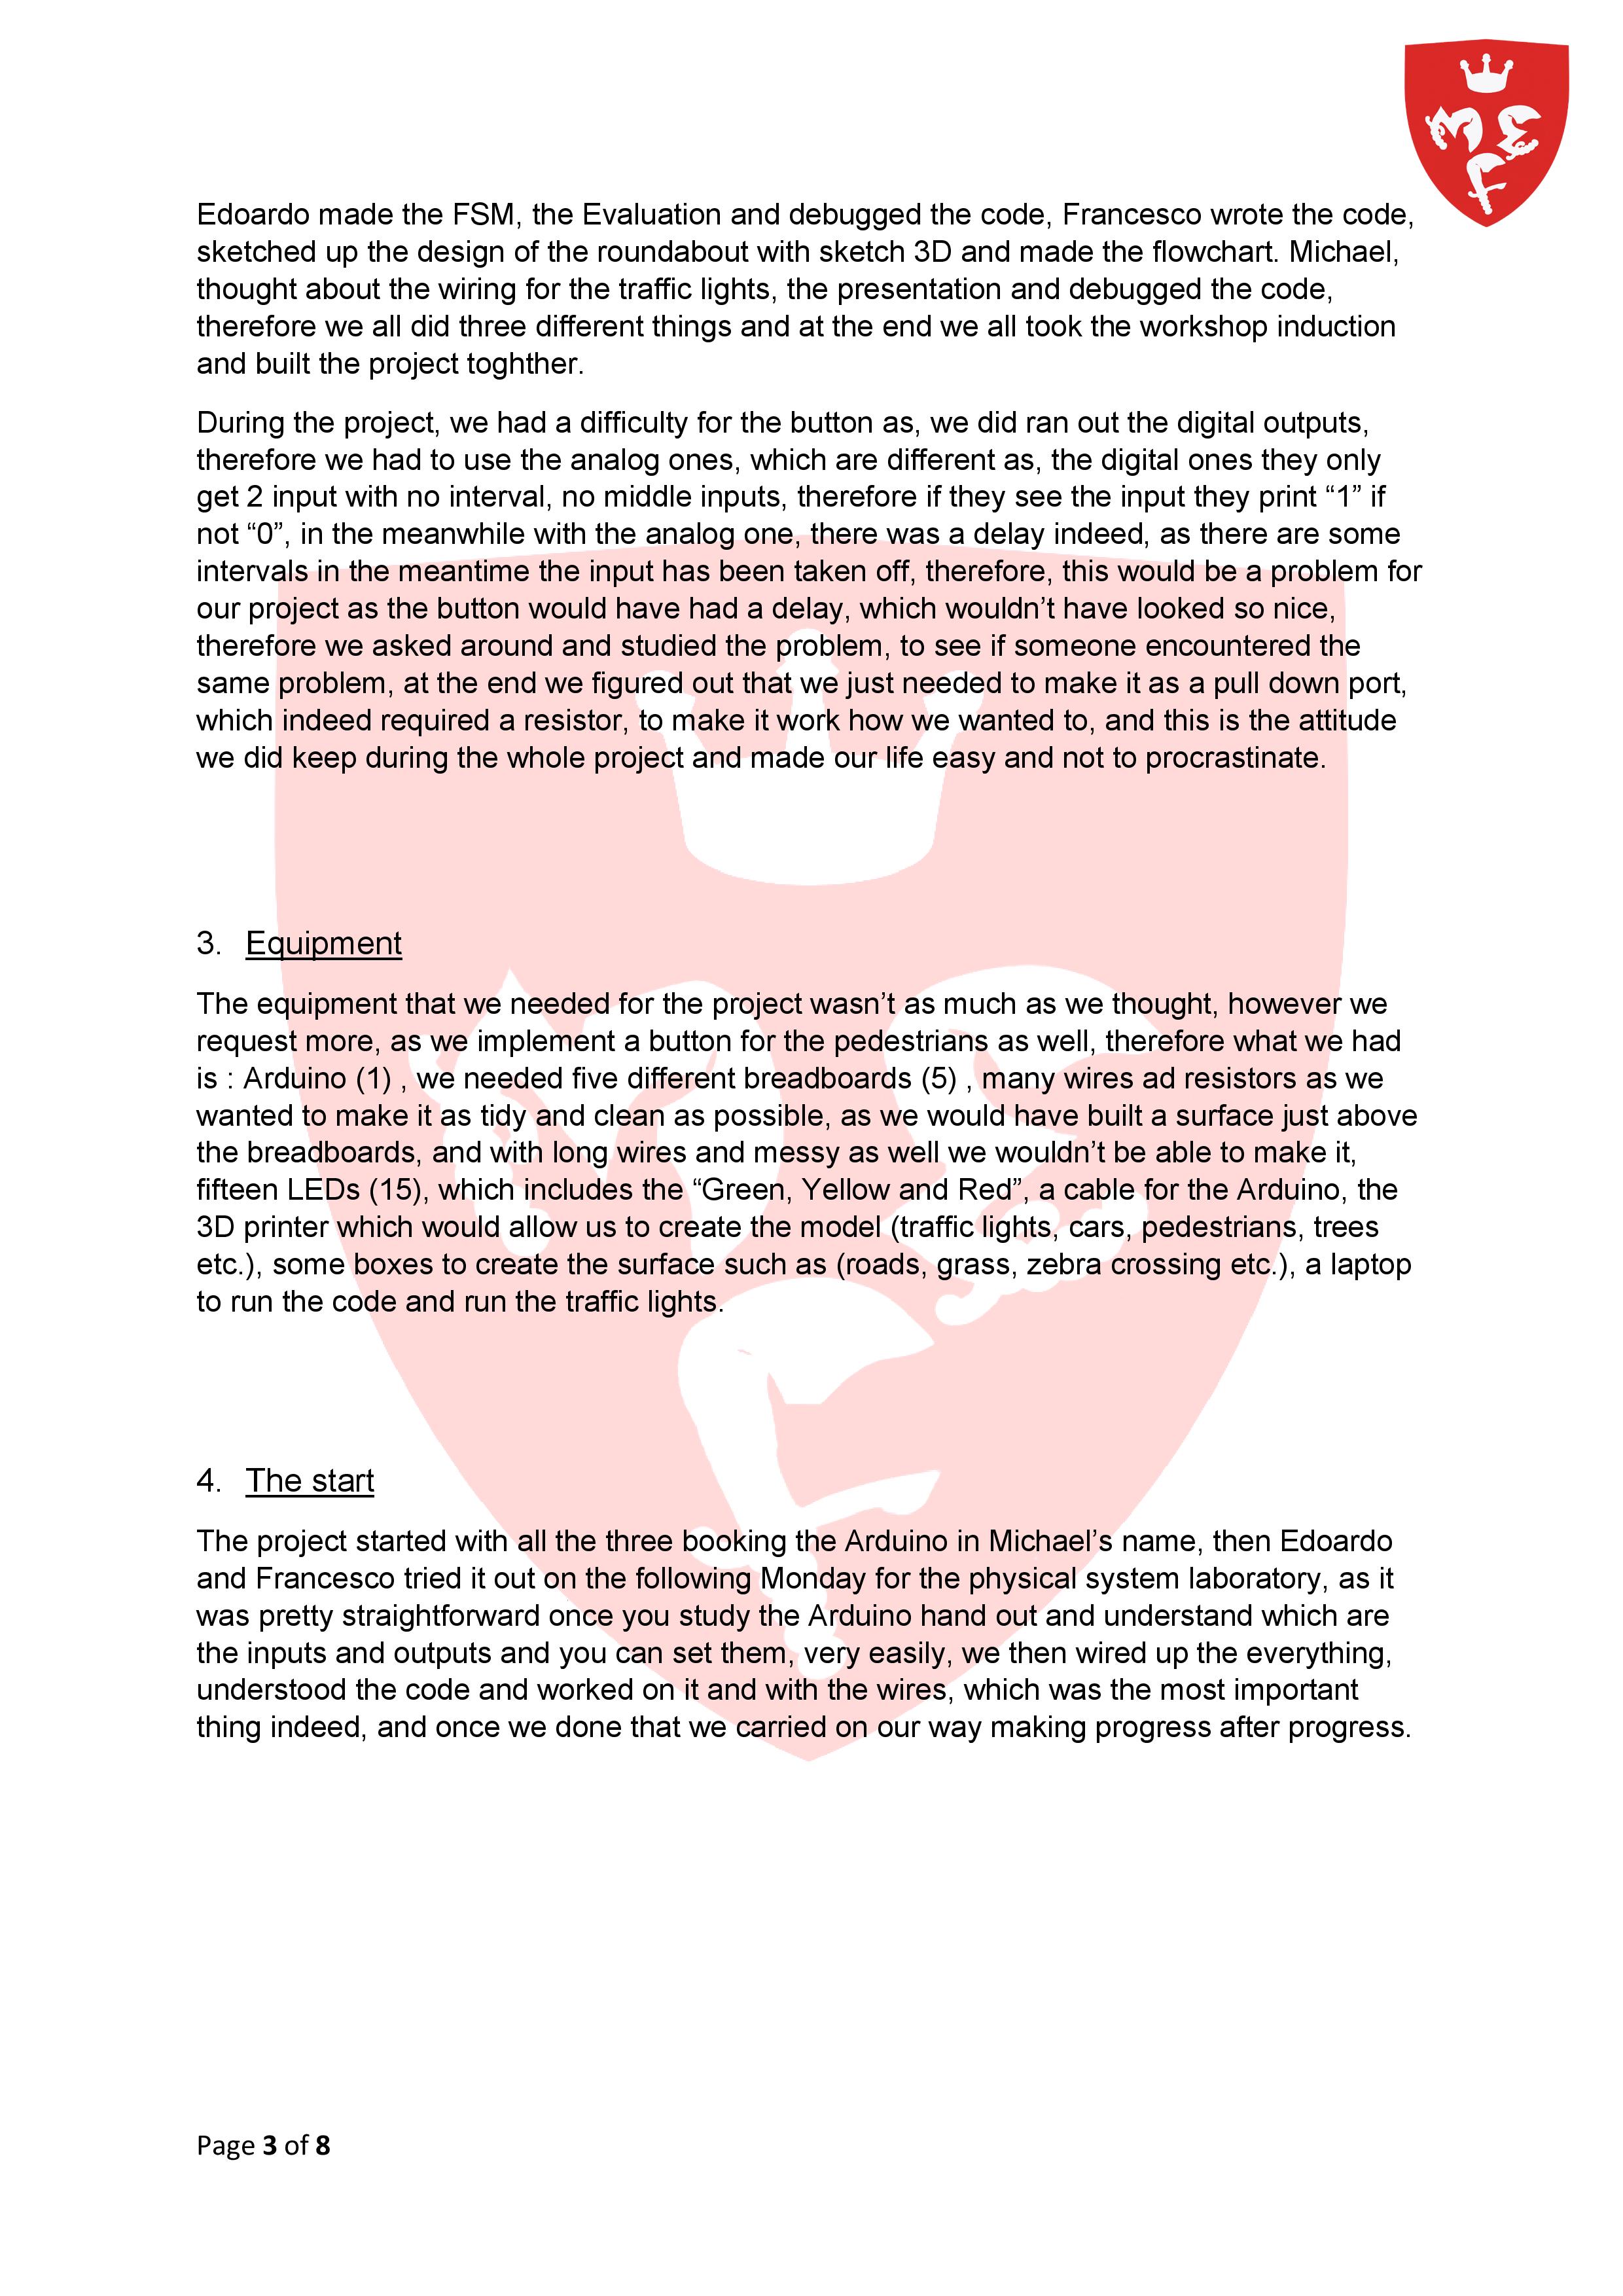 M E
F
Edoardo made the FSM, the Evaluation and debugged the code, Francesco wrote the code,
sketched up the design of the roundabout with sketch 3D and made the flowchart. Michael,
thought about the wiring for the traffic lights, the presentation and debugged the code,
therefore we all did three different things and at the end we all took the workshop induction
and built the project toghther.
During the project, we had a difficulty for the button as, we did ran out the digital outputs,
therefore we had to use the analog ones, which are different as, the digital ones they only
get 2 input with no interval, no middle inputs, therefore if they see the input they print “1” if
not “0”, in the meanwhile with the analog one, there was a delay indeed, as there are some
intervals in the meantime the input has been taken off, therefore, this would be a problem for
our project as the button would have had a delay, which wouldn’t have looked so nice,
therefore we asked around and studied the problem, to see if someone encountered the
same problem, at the end we figured out that we just needed to make it as a pull down port,
which indeed required a resistor, to make it work how we wanted to, and this is the attitude
we did keep during the whole project and made our life easy and not to procrastinate.
3. Equipment
The equipment that we needed for the project wasn’t as much as we thought, however we
request more, as we implement a button for the pedestrians as well, therefore what we had
is : Arduino (1) , we needed five different breadboards (5) , many wires ad resistors as we
wanted to make it as tidy and clean as possible, as we would have built a surface just above
the breadboards, and with long wires and messy as well we wouldn’t be able to make it,
fifteen LEDs (15), which includes the “Green, Yellow and Red”, a cable for the Arduino, the
3D printer which would allow us to create the model (traffic lights, cars, pedestrians, trees
etc.), some boxes to create the surface such as (roads, grass, zebra crossing etc.), a laptop
to run the code and run the traffic lights.
4. The start
The project started with all the three booking the Arduino in Michael’s name, then Edoardo
and Francesco tried it out on the following Monday for the physical system laboratory, as it
was pretty straightforward once you study the Arduino hand out and understand which are
the inputs and outputs and you can set them, very easily, we then wired up the everything,
understood the code and worked on it and with the wires, which was the most important
thing indeed, and once we done that we carried on our way making progress after progress.
Page 3 of 8